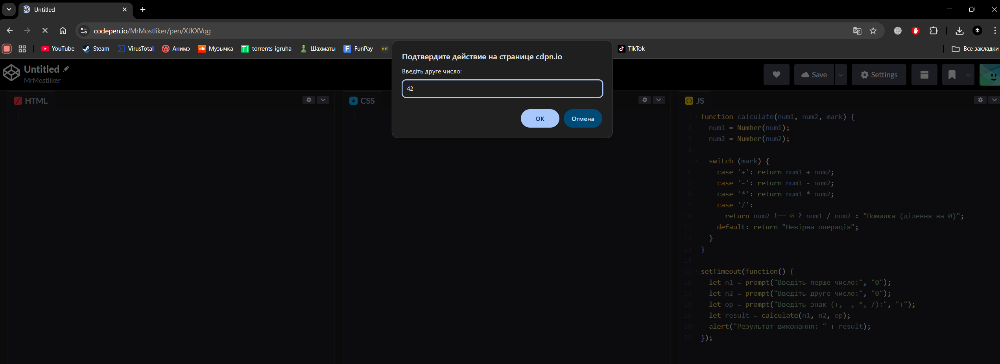 Untitled
codepen.io/MrMostliker/pen/XJKXVqg
YouTube Steam VirusTotal Анимэ Музычка torrents-igruha Шахматы FunPay mt TikTok Все закладки
Подтвердите действие на странице cdpn.io
Введіть друге число:
42
OK Отмена
Untitled
MrMostliker
Save Settings
HTML
1
CSS
1
JS
1 function calculate(num1, num2, mark) {
2 num1 = Number(num1);
3 num2 = Number(num2);
4
5 switch (mark) {
6 case '+': return num1 + num2;
7 case '-': return num1 - num2;
8 case '*': return num1 * num2;
9 case '/':
10 return num2 !== 0 ? num1 / num2 : "Помилка (ділення на 0)";
11 default: return "Невірна операція";
12 }
13 }
14
15 setTimeout(function() {
16 let n1 = prompt("Введіть перше число:", "0");
17 let n2 = prompt("Введіть друге число:", "0");
18 let op = prompt("Введіть знак (+, -, *, /):", "+");
19 let result = calculate(n1, n2, op);
20 alert("Результат виконання: " + result);
21 });